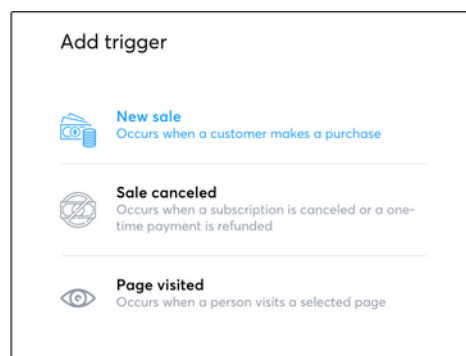 Add trigger
New sale
Occurs when a customer makes a purchase
Sale canceled
Occurs when a subscription is canceled or a one-
time payment is refunded
Page visited
Occurs when a person visits a selected page